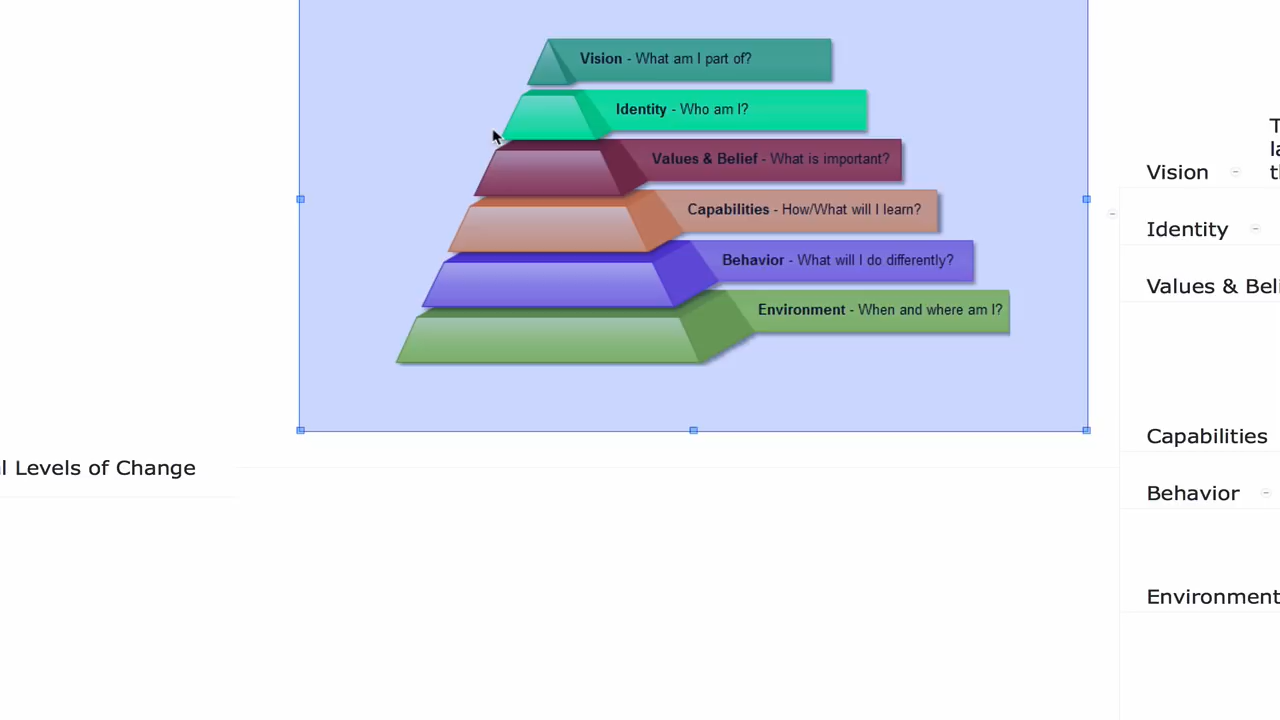 Vision - What am I part of?
Identity - Who am I?
Values & Belief - What is important?
Capabilities - How/What will I learn?
Behavior - What will I do differently?
Environment - When and where am I?
Levels of Change
Vision
Identity
Values &
Capabilities
Behavior
Environment